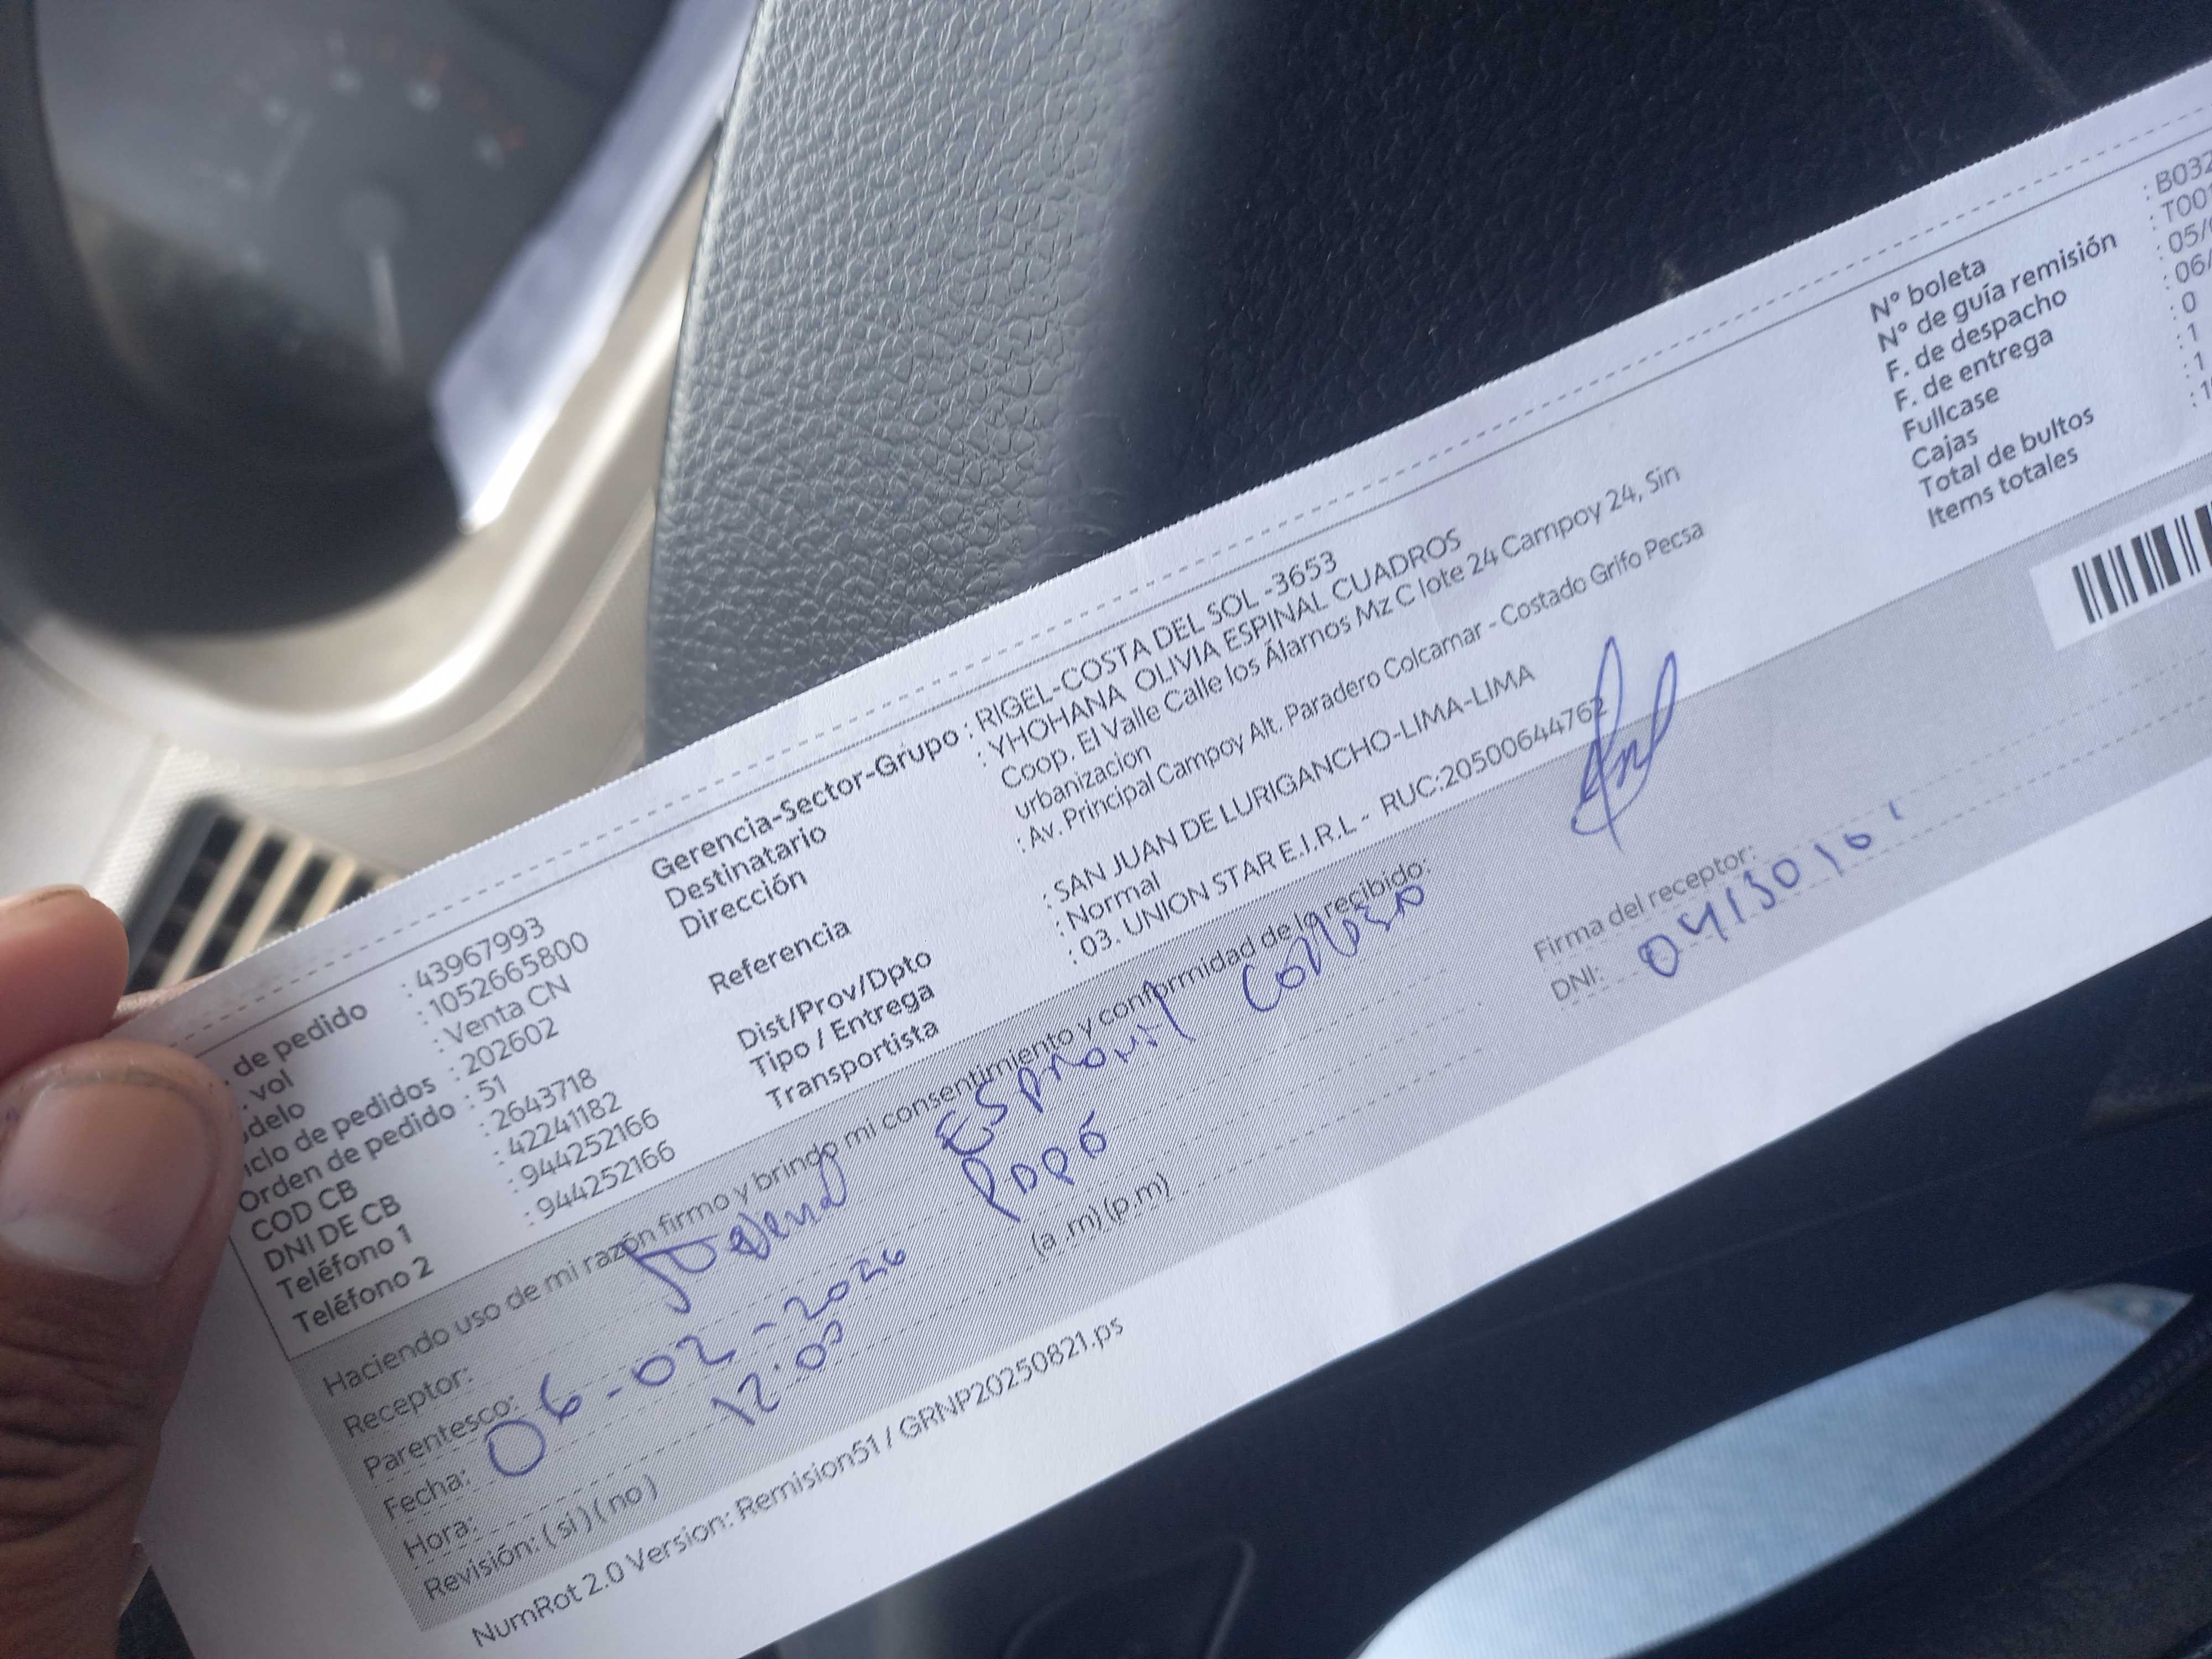 . de pedido : 43967993
. vol : 1052665800
delo : Venta CN
iclo de pedidos : 202602
Orden de pedido : 51
COD CB : 2643718
DNI DE CB : 42241182
Teléfono 1 : 944252166
Teléfono 2 : 944252166
Gerencia-Sector-Grupo : RIGEL-COSTA DEL SOL -3653
Destinatario : YHOHANA OLIVIA ESPINAL CUADROS
Dirección Coop. El Valle Calle los Álamos Mz C lote 24 Campoy 24, Sin
urbanizacion
Referencia : Av. Principal Campoy Alt. Paradero Colcamar - Costado Grifo Pecsa
Dist/Prov/Dpto : SAN JUAN DE LURIGANCHO-LIMA-LIMA
Tipo / Entrega : Normal
Transportista : 03. UNION STAR E.I.R.L - RUC:20500644762
N° boleta : B032
N° de guía remisión : T00
F. de despacho : 05/
F. de entrega : 06/
Fullcase : 0
Cajas : 1
Total de bultos : 1
Items totales : 1
Haciendo uso de mi razón firmo y brindo mi consentimiento y conformidad de lo recibido:
Receptor:
Parentesco: Papá
Fecha: 06-02-2026
Hora: 12:00 (a .m) (p.m)
Revisión: ( si ) ( no )
Firma del receptor:
DNI:
NumRot 2.0 Version: Remision51 / GRNP20250821.ps